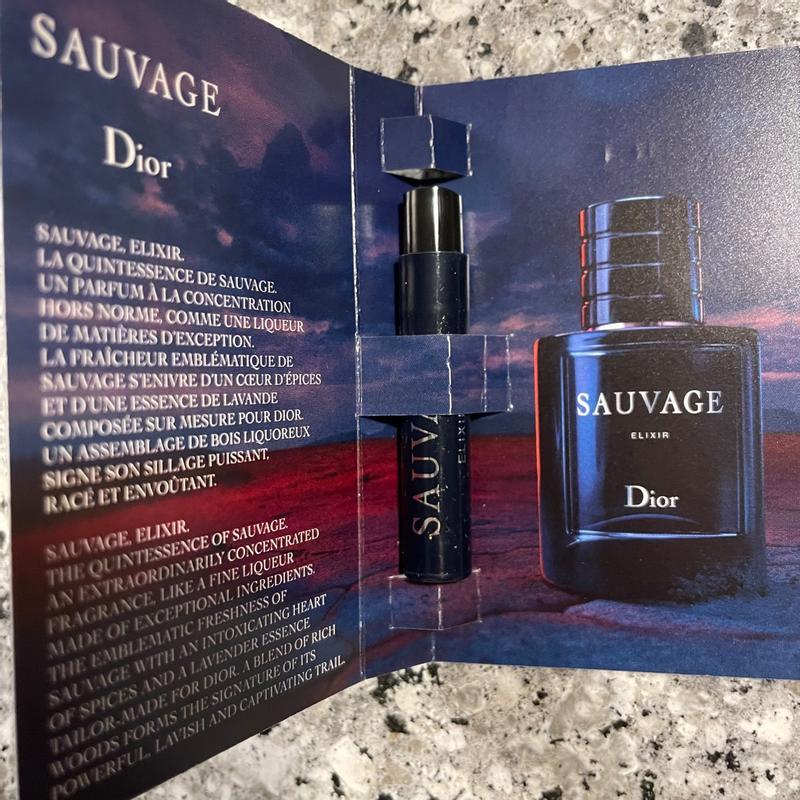 SAUVAGE
Dior
SAUVAGE, ELIXIR.
LA QUINTESSENCE DE SAUVAGE.
UN PARFUM À LA CONCENTRATION
HORS NORME, COMME UNE LIQUEUR
DE MATIÈRES D'EXCEPTION.
LA FRAÎCHEUR EMBLÉMATIQUE DE
SAUVAGE S'ENIVRE D'UN CŒUR D'ÉPICES
ET D'UNE ESSENCE DE LAVANDE
COMPOSÉE SUR MESURE POUR DIOR.
UN ASSEMBLAGE DE BOIS LIQUOREUX
SIGNE SON SILLAGE PUISSANT,
RACÉ ET ENVOÛTANT.
SAUVAGE, ELIXIR.
THE QUINTESSENCE OF SAUVAGE.
AN EXTRAORDINARILY CONCENTRATED
FRAGRANCE, LIKE A FINE LIQUEUR
MADE OF EXCEPTIONAL INGREDIENTS.
THE EMBLEMATIC FRESHNESS OF
SAUVAGE WITH AN INTOXICATING HEART
OF SPICES AND A LAVENDER ESSENCE
TAILOR-MADE FOR DIOR. A BLEND OF RICH
WOODS FORMS THE SIGNATURE OF ITS
POWERFUL, LAVISH AND CAPTIVATING TRAIL.
SAUVA
ELIXIR
SAUVAGE
ELIXIR
Dior